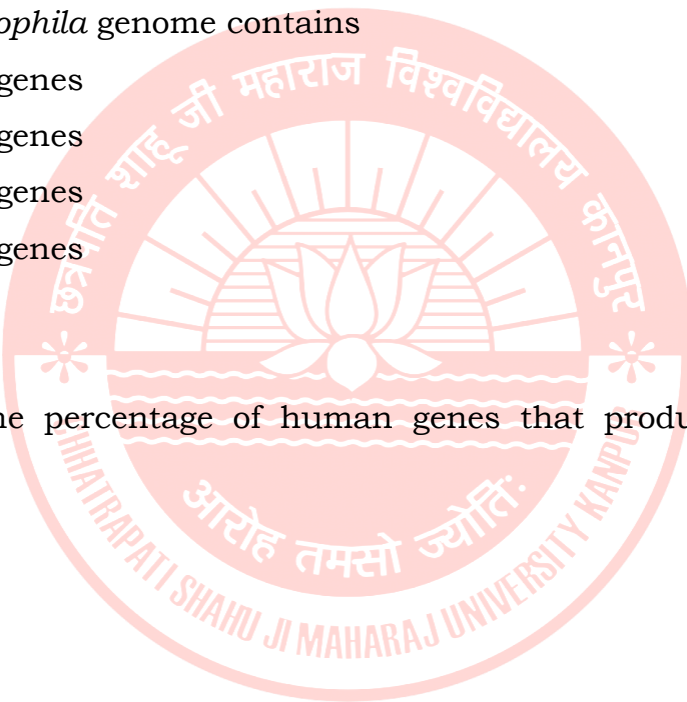 ophila genome contains
genes
genes
genes
genes
ne percentage of human genes that produ
छत्रपति शाहू जी महाराज विश्वविद्यालय कानपुर
आरोह तमसो ज्योतिः
CHHATRAPATI SHAHU JI MAHARAJ UNIVERSITY KANPUR